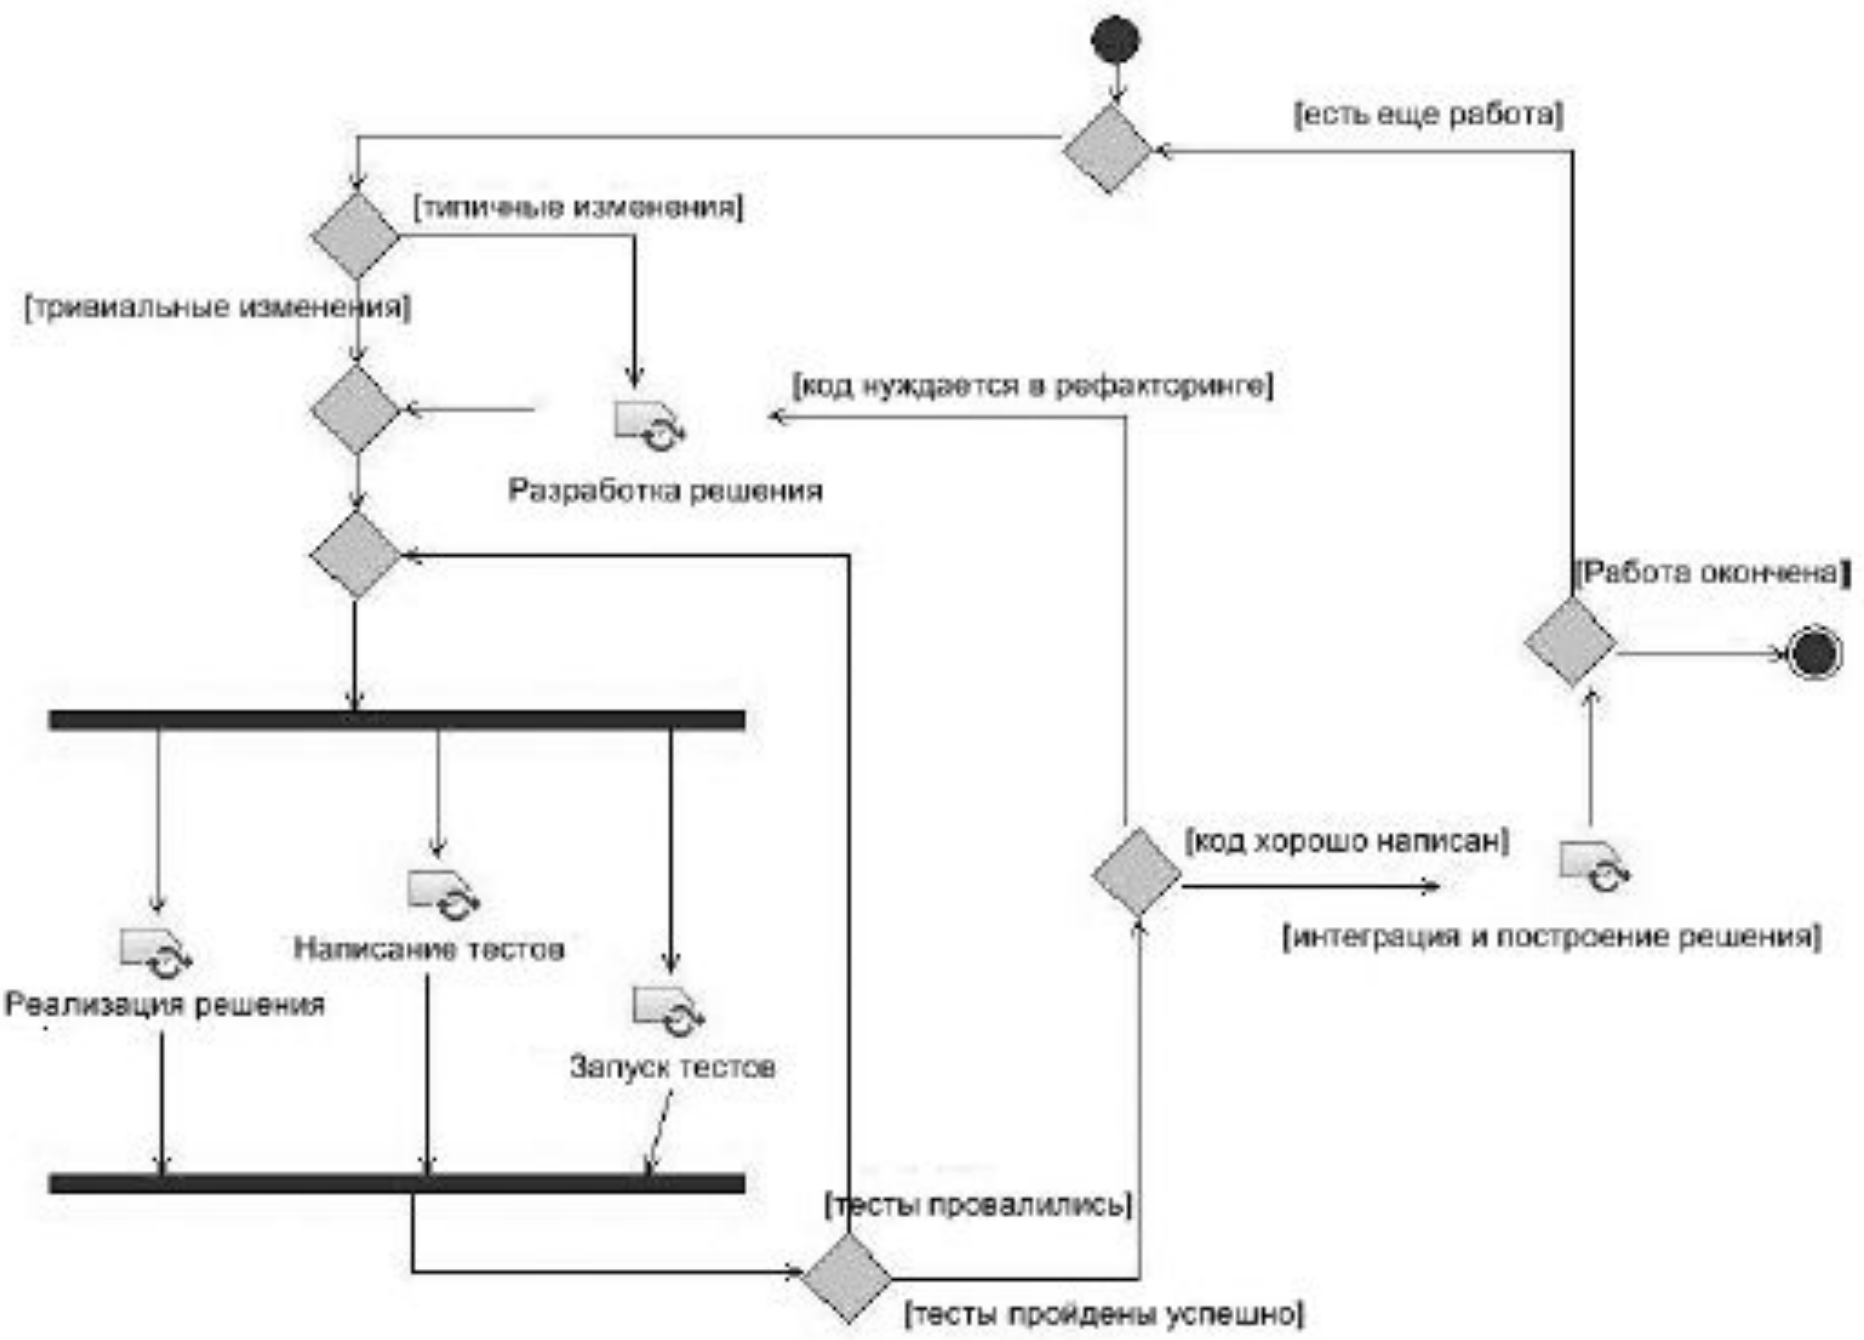 [есть еще работа]
[типичные изменения]
[тривиальные изменения]
[код нуждается в рефакторинге]
Разработка решения
[Работа окончена]
[код хорошо написан]
[интеграция и построение решения]
Написание тестов
Реализация решения
Запуск тестов
[тесты провалились]
[тесты пройдены успешно]